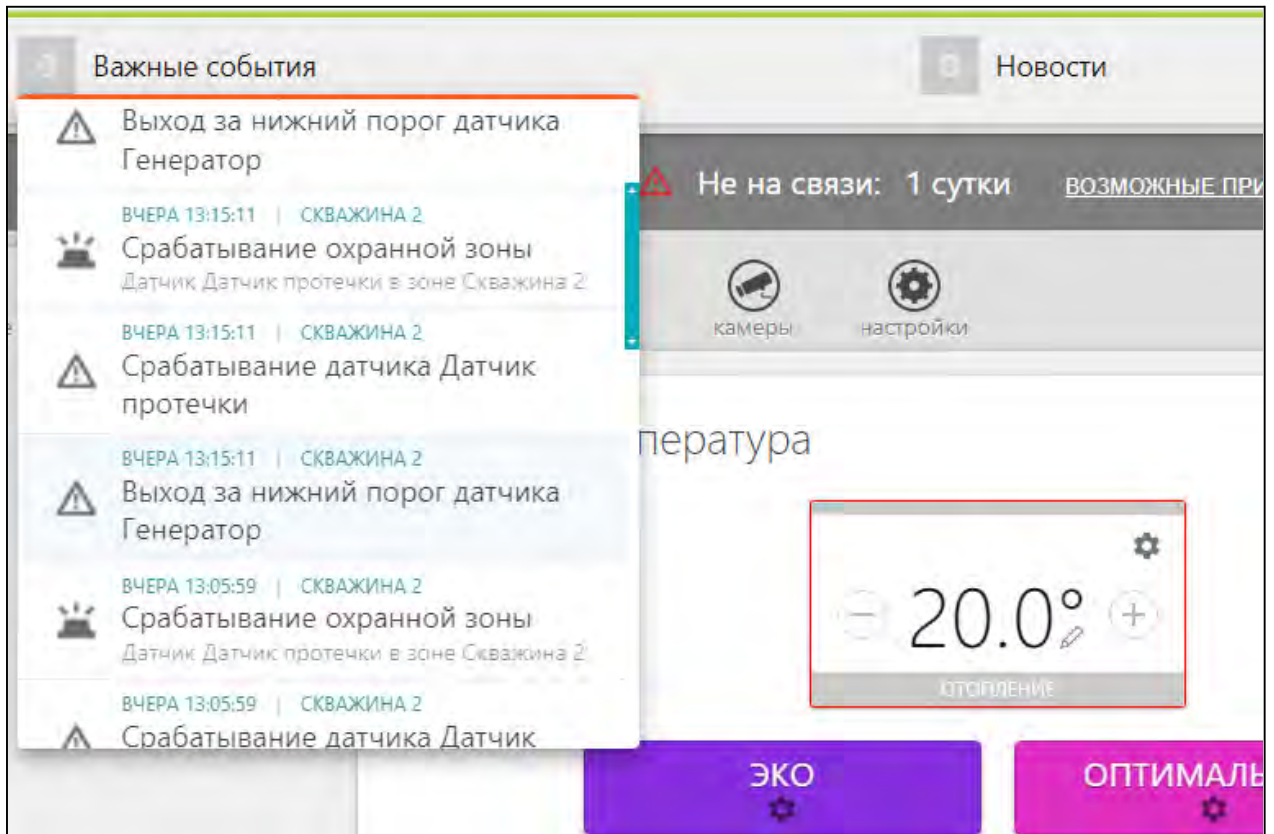 Важные события
0 Новости
Выход за нижний порог датчика
Генератор
Не на связи: 1 сутки ВОЗМОЖНЫЕ ПРИ
ВЧЕРА 13:15:11 | СКВАЖИНА 2
Срабатывание охранной зоны
Датчик Датчик протечки в зоне Скважина 2
камеры настройки
ВЧЕРА 13:15:11 | СКВАЖИНА 2
Срабатывание датчика Датчик
протечки
пература
ВЧЕРА 13:15:11 | СКВАЖИНА 2
Выход за нижний порог датчика
Генератор
20.0°
ОТОПЛЕНИЕ
ВЧЕРА 13:05:59 | СКВАЖИНА 2
Срабатывание охранной зоны
Датчик Датчик протечки в зоне Скважина 2
ВЧЕРА 13:05:59 | СКВАЖИНА 2
Срабатывание датчика Датчик
ЭКО
ОПТИМАЛЬ